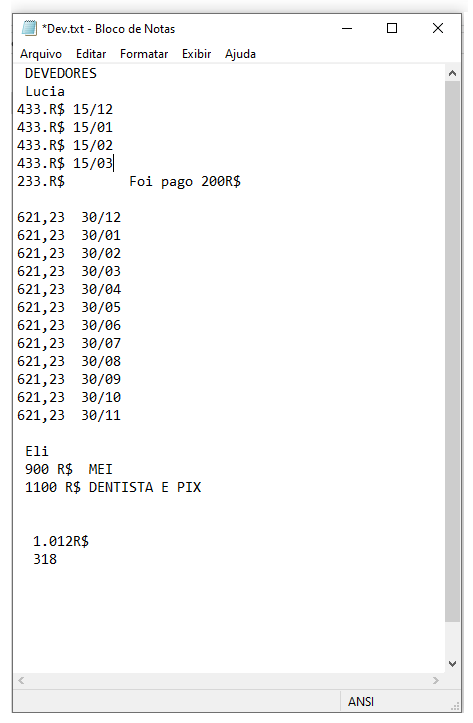 *Dev.txt - Bloco de Notas
Arquivo Editar Formatar Exibir Ajuda
DEVEDORES
Lucia
433.R$ 15/12
433.R$ 15/01
433.R$ 15/02
433.R$ 15/03
233.R$ Foi pago 200R$
621,23 30/12
621,23 30/01
621,23 30/02
621,23 30/03
621,23 30/04
621,23 30/05
621,23 30/06
621,23 30/07
621,23 30/08
621,23 30/09
621,23 30/10
621,23 30/11
Eli
900 R$ MEI
1100 R$ DENTISTA E PIX
1.012R$
318
ANSI